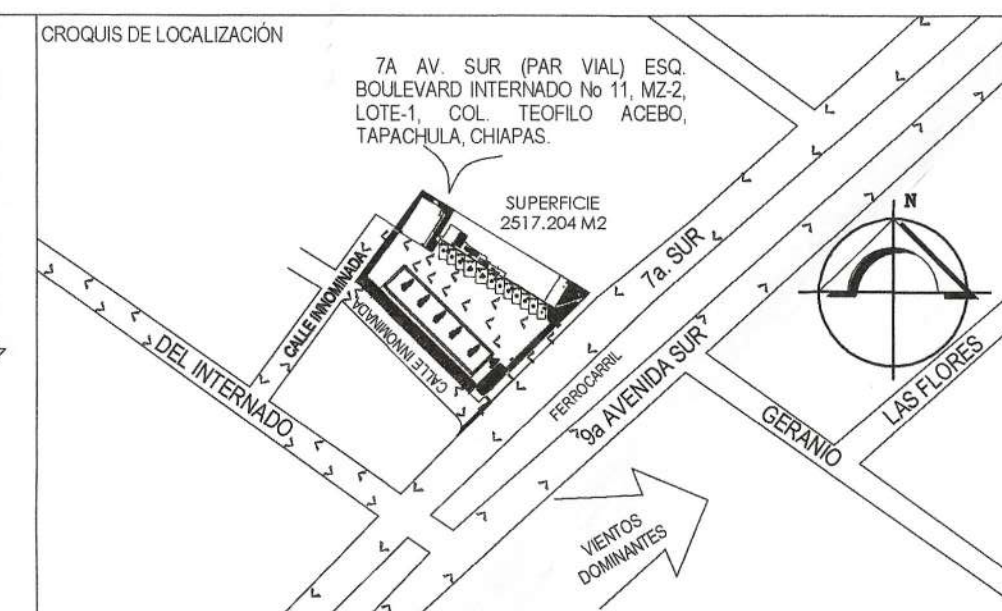 CROQUIS DE LOCALIZACIÓN
7A AV. SUR (PAR VIAL) ESQ.
BOULEVARD INTERNADO No 11, MZ-2,
LOTE-1, COL. TEOFILO ACEBO,
TAPACHULA, CHIAPAS.
SUPERFICIE
2517.204 M2
N
CALLE INNOMINADA
CALLE INNOMINADA
7a. SUR
DEL INTERNADO
FERROCARRIL
9a AVENIDA SUR
GERANIO
LAS FLORES
VIENTOS
DOMINANTES